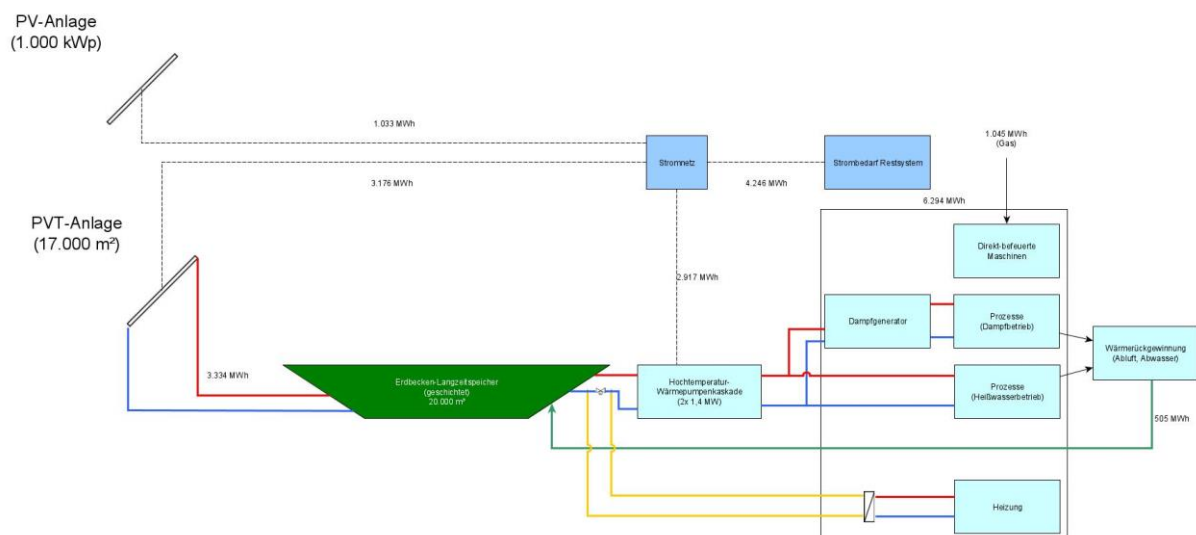 PV-Anlage
(1.000 kWp)
1.033 MWh
1.045 MWh
(Gas)
Stromnetz
Strombedarf Restsystem
3.176 MWh
4.246 MWh
6.294 MWh
PVT-Anlage
(17.000 m²)
Direkt-befeuerte
Maschinen
2.917 MWh
Dampfgenerator
Prozesse
(Dampfbetrieb)
Wärmerückgewinnung
(Abluft, Abwasser)
3.334 MWh
Erdbecken-Langzeitspeicher
(geschichtet)
20.000 m³
Hochtemperatur-
Wärmepumpenkaskade
(2x 1,4 MW)
Prozesse
(Heißwasserbetrieb)
505 MWh
Heizung